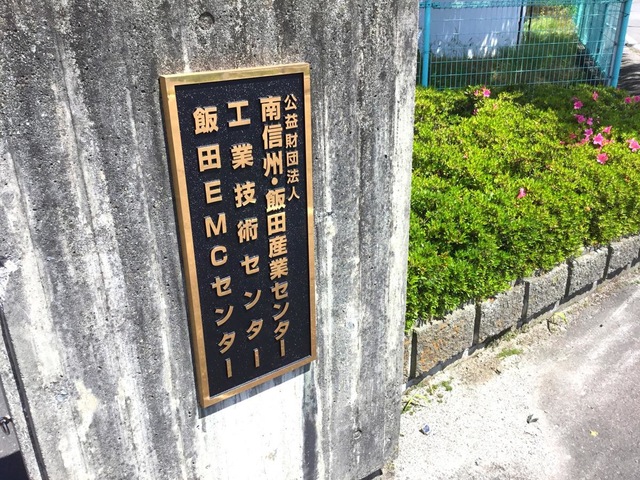 公益財団法人
南信州・飯田産業センター
工業技術センター
飯田EMCセンター